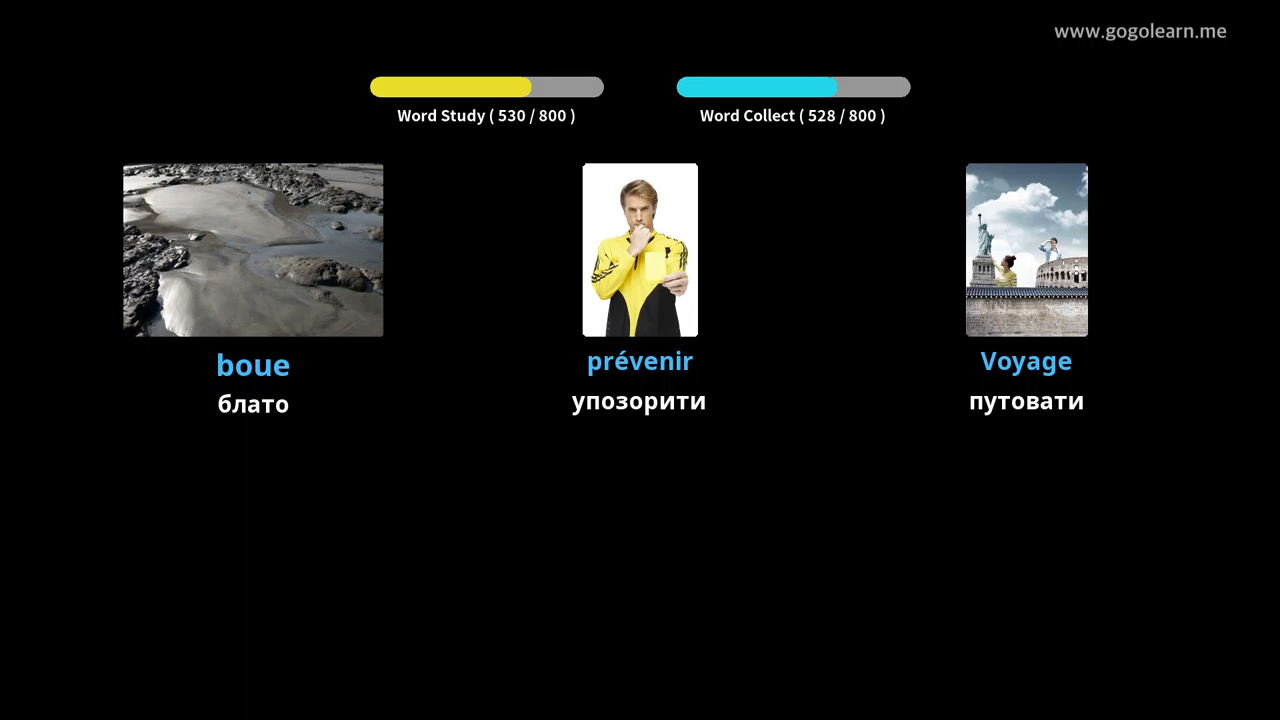 www.gogolearn.me
Word Study ( 530 / 800 )
Word Collect ( 528 / 800 )
boue
блато
prévenir
упозорити
Voyage
путовати